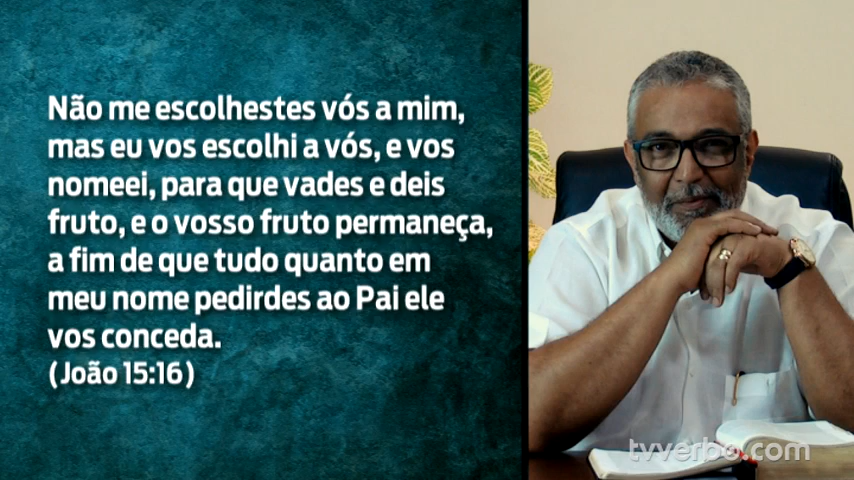 Não me escolhestes vós a mim,
mas eu vos escolhi a vós, e vos
nomeei, para que vades e deis
fruto, e o vosso fruto permaneça,
a fim de que tudo quanto em
meu nome pedirdes ao Pai ele
vos conceda.
(João 15:16)
tvverbo.com